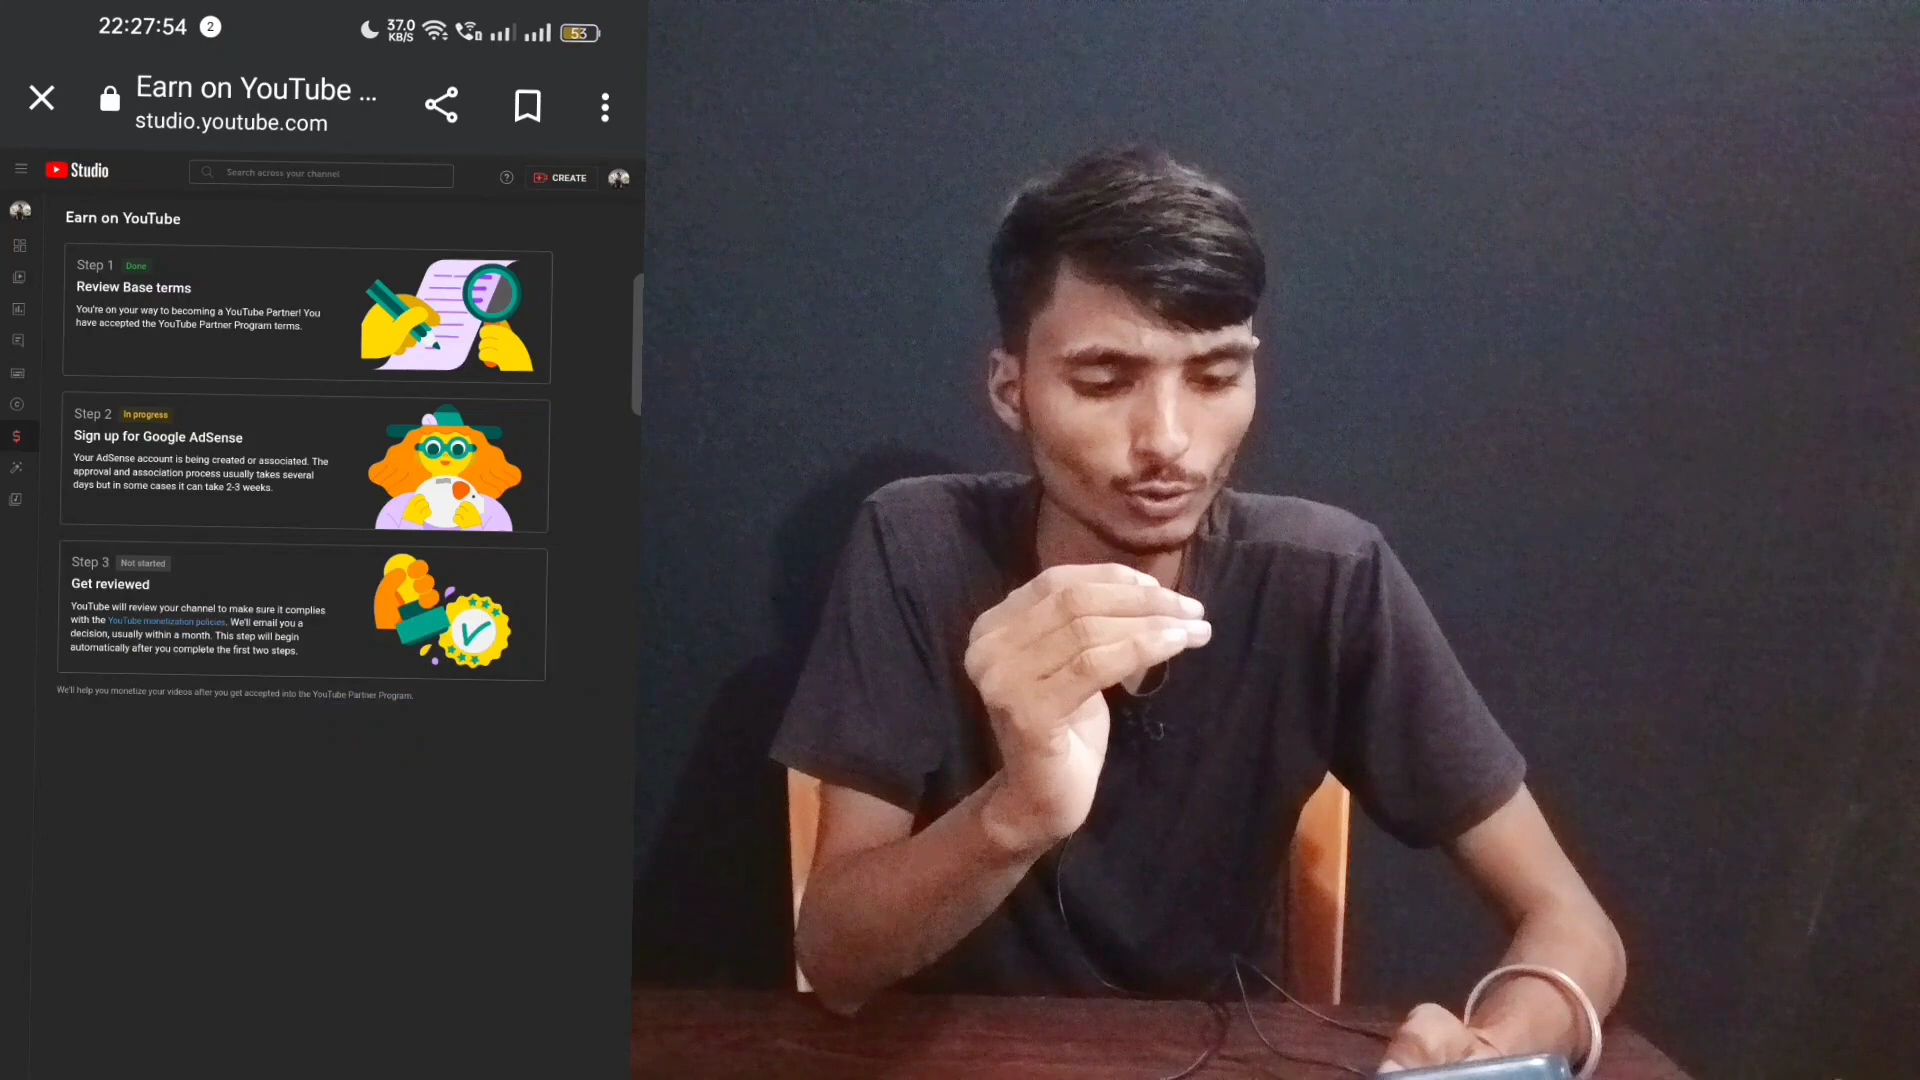 22:27:54 2
37.0
KB/S
53
Earn on YouTube ...
studio.youtube.com
Studio
Search across your channel
CREATE
Earn on YouTube
Step 1 Done
Review Base terms
You're on your way to becoming a YouTube Partner! You
have accepted the YouTube Partner Program terms.
Step 2 In progress
Sign up for Google AdSense
Your AdSense account is being created or associated. The
approval and association process usually takes several
days but in some cases it can take 2-3 weeks.
Step 3 Not started
Get reviewed
YouTube will review your channel to make sure it complies
with the YouTube monetization policies. We'll email you a
decision, usually within a month. This step will begin
automatically after you complete the first two steps.
We'll help you monetize your videos after you get accepted into the YouTube Partner Program.